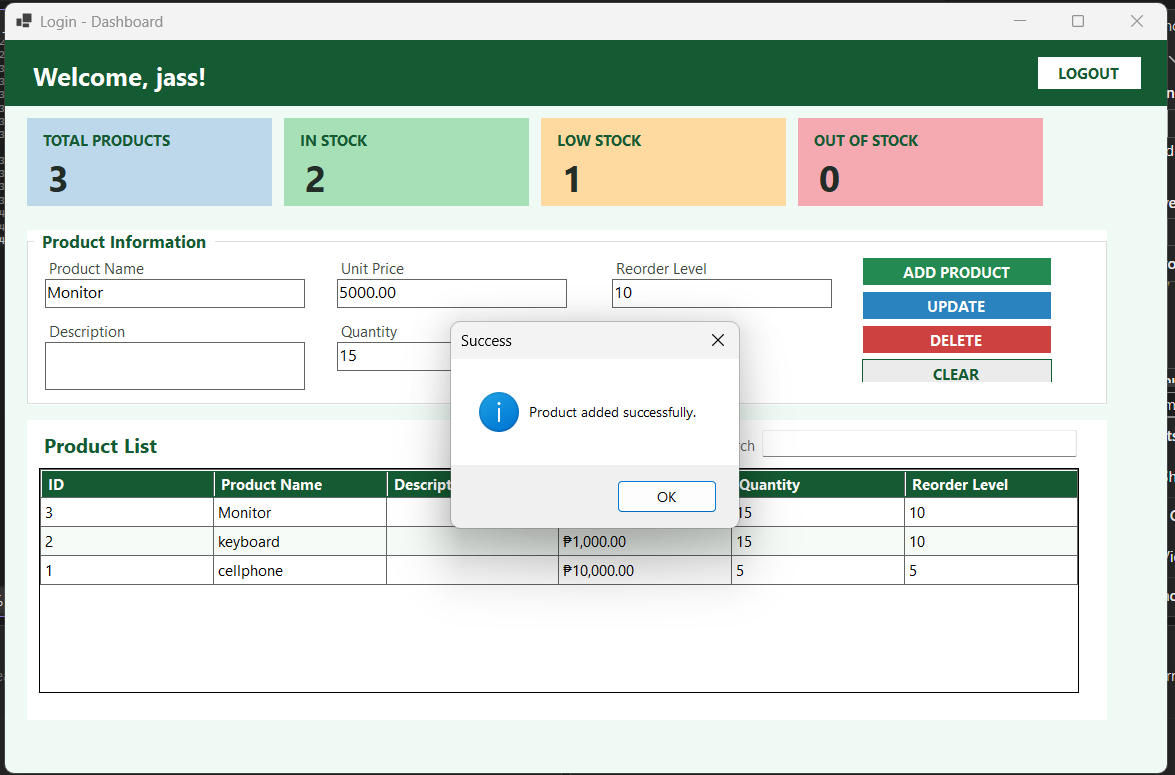 Login - Dashboard
Welcome, jass!
LOGOUT
TOTAL PRODUCTS
3
IN STOCK
2
LOW STOCK
1
OUT OF STOCK
0
Product Information
Product Name
Monitor
Unit Price
5000.00
Reorder Level
10
Description
Quantity
15
ADD PRODUCT
UPDATE
DELETE
CLEAR
Success
Product added successfully.
OK
Product List
ID Product Name Quantity Reorder Level
3 Monitor 15 10
2 keyboard ₱1,000.00 15 10
1 cellphone ₱10,000.00 5 5